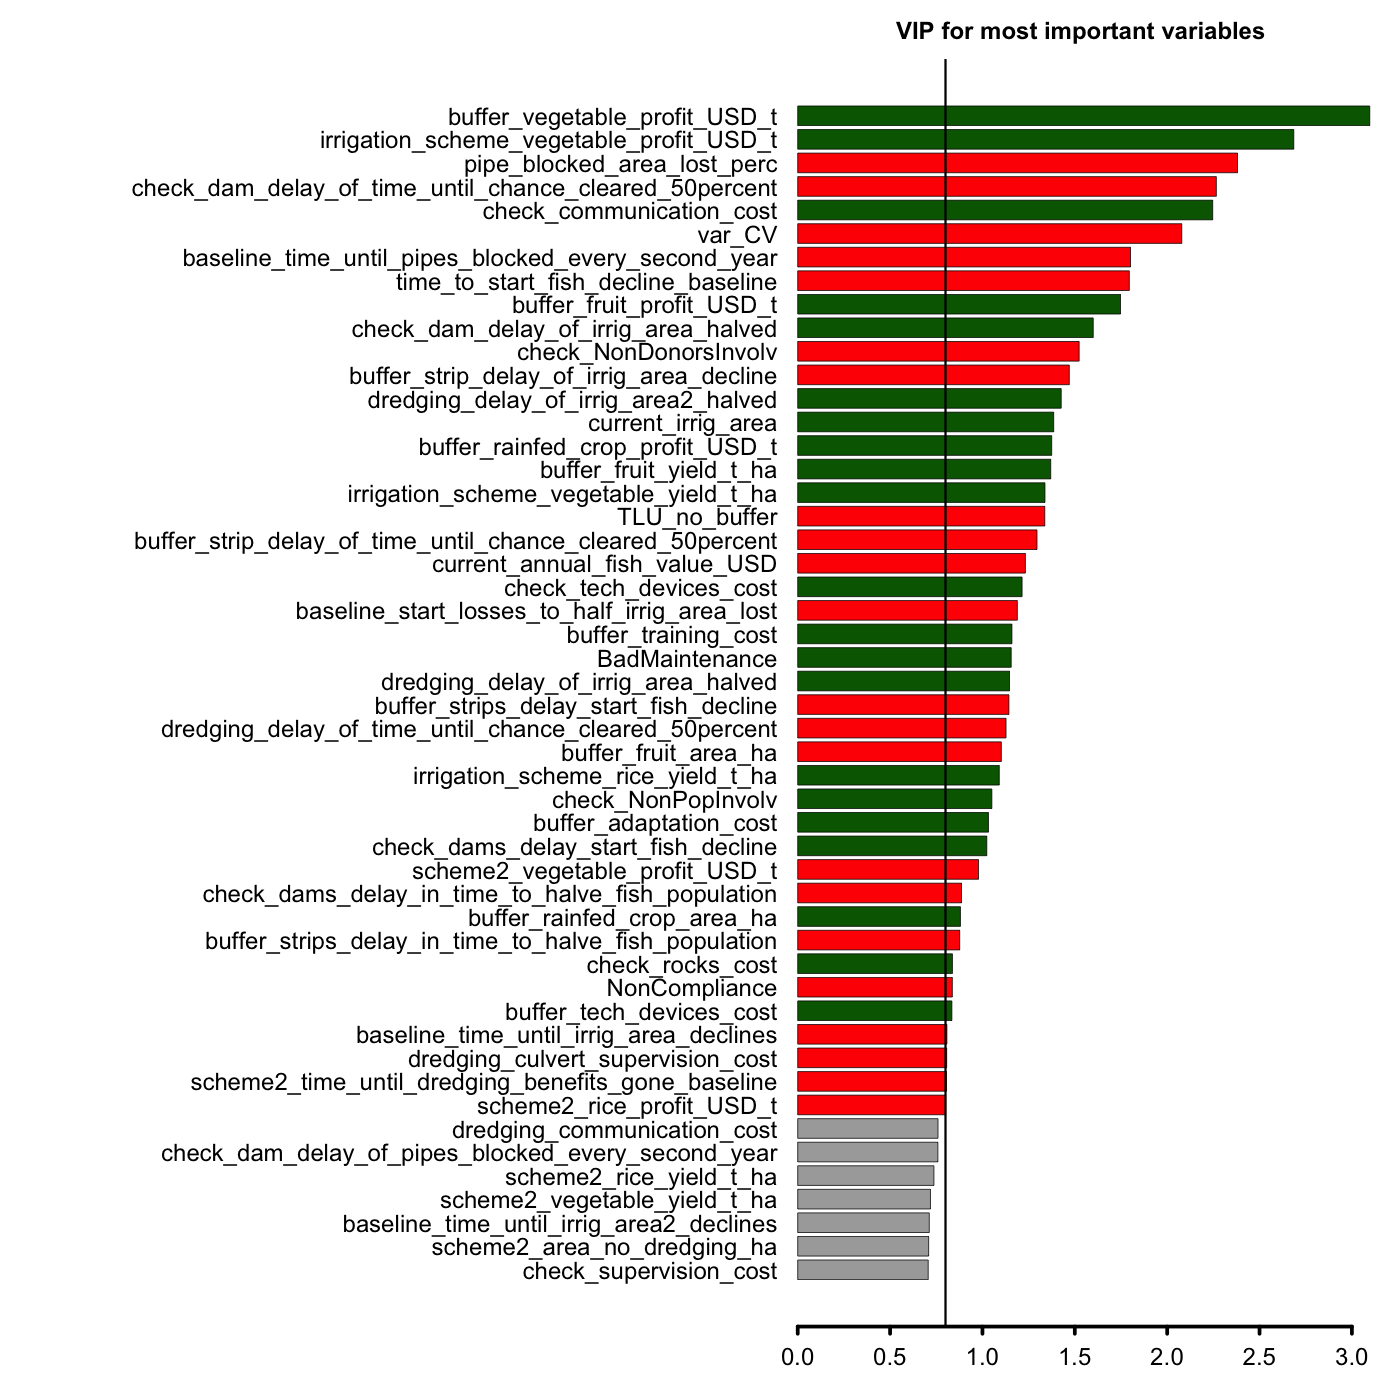 VIP for most important variables
buffer_vegetable_profit_USD_t
irrigation_scheme_vegetable_profit_USD_t
pipe_blocked_area_lost_perc
check_dam_delay_of_time_until_chance_cleared_50percent
check_communication_cost
var_CV
baseline_time_until_pipes_blocked_every_second_year
time_to_start_fish_decline_baseline
buffer_fruit_profit_USD_t
check_dam_delay_of_irrig_area_halved
check_NonDonorsInvolv
buffer_strip_delay_of_irrig_area_decline
dredging_delay_of_irrig_area2_halved
current_irrig_area
buffer_rainfed_crop_profit_USD_t
buffer_fruit_yield_t_ha
irrigation_scheme_vegetable_yield_t_ha
TLU_no_buffer
buffer_strip_delay_of_time_until_chance_cleared_50percent
current_annual_fish_value_USD
check_tech_devices_cost
baseline_start_losses_to_half_irrig_area_lost
buffer_training_cost
BadMaintenance
dredging_delay_of_irrig_area_halved
buffer_strips_delay_start_fish_decline
dredging_delay_of_time_until_chance_cleared_50percent
buffer_fruit_area_ha
irrigation_scheme_rice_yield_t_ha
check_NonPopInvolv
buffer_adaptation_cost
check_dams_delay_start_fish_decline
scheme2_vegetable_profit_USD_t
check_dams_delay_in_time_to_halve_fish_population
buffer_rainfed_crop_area_ha
buffer_strips_delay_in_time_to_halve_fish_population
check_rocks_cost
NonCompliance
buffer_tech_devices_cost
baseline_time_until_irrig_area_declines
dredging_culvert_supervision_cost
scheme2_time_until_dredging_benefits_gone_baseline
scheme2_rice_profit_USD_t
dredging_communication_cost
check_dam_delay_of_pipes_blocked_every_second_year
scheme2_rice_yield_t_ha
scheme2_vegetable_yield_t_ha
baseline_time_until_irrig_area2_declines
scheme2_area_no_dredging_ha
check_supervision_cost
0.0 0.5 1.0 1.5 2.0 2.5 3.0